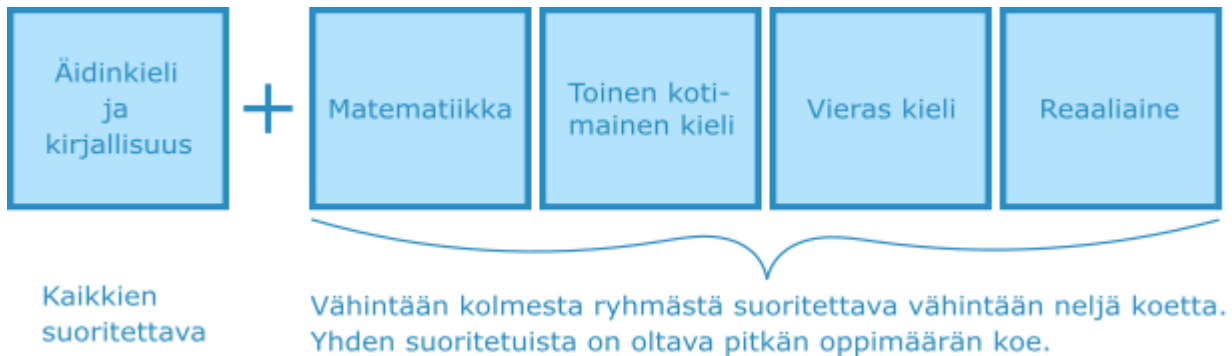 Äidinkieli
ja
kirjallisuus
+
Matematiikka
Toinen koti-
mainen kieli
Vieras kieli
Reaaliaine
Kaikkien
suoritettava
Vähintään kolmesta ryhmästä suoritettava vähintään neljä koetta.
Yhden suoritetuista on oltava pitkän oppimäärän koe.